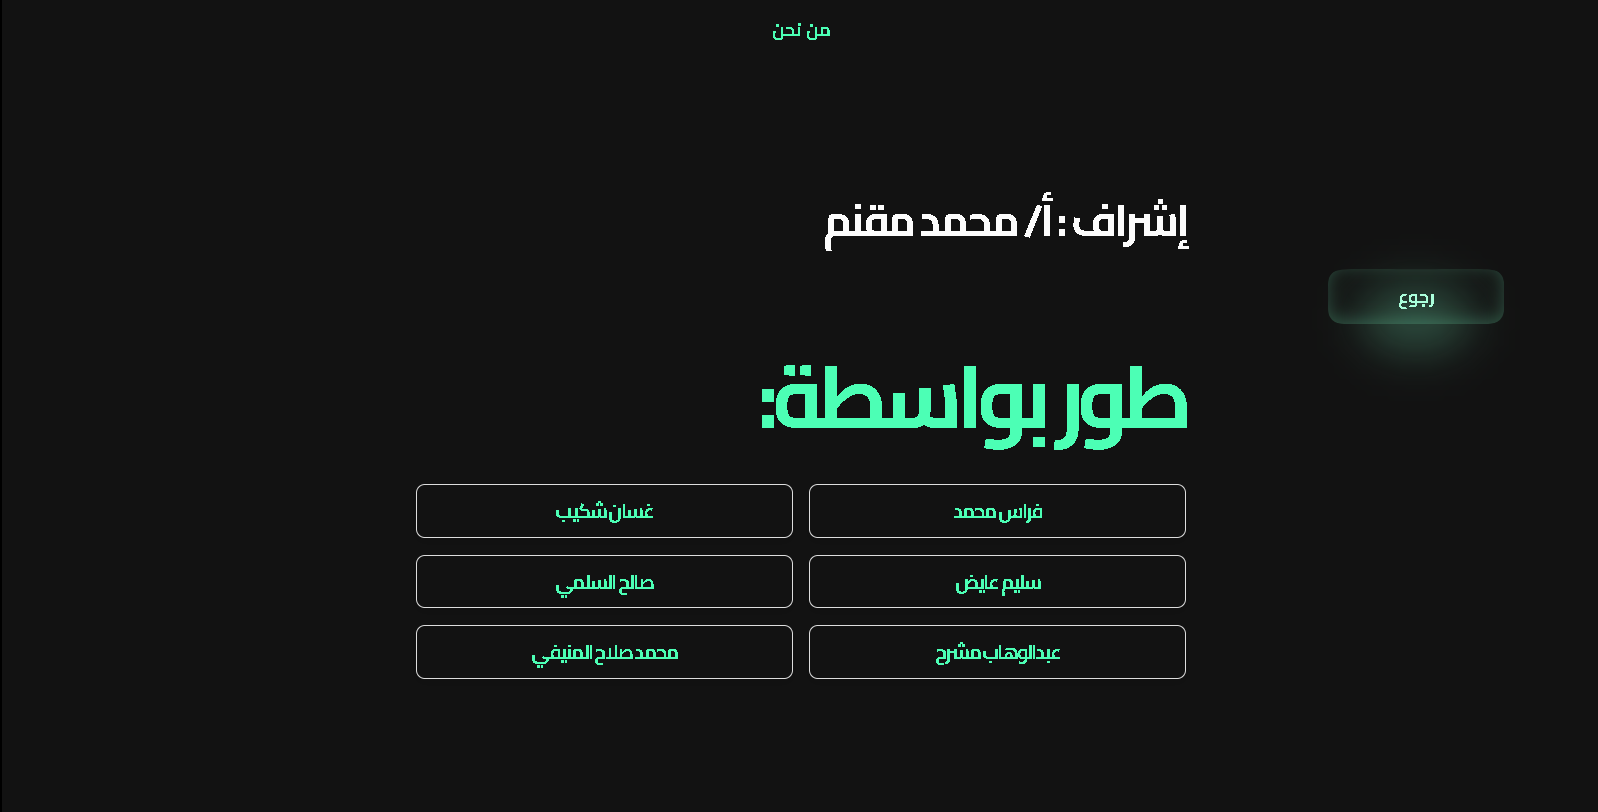 من نحن
إشراف : أ/ محمد مقنم
رجوع
طور بواسطة:
فراس محمد
غسان شكيب
سليم عايض
صالح السلمي
عبدالوهاب مشرح
محمد صلاح المنيفي